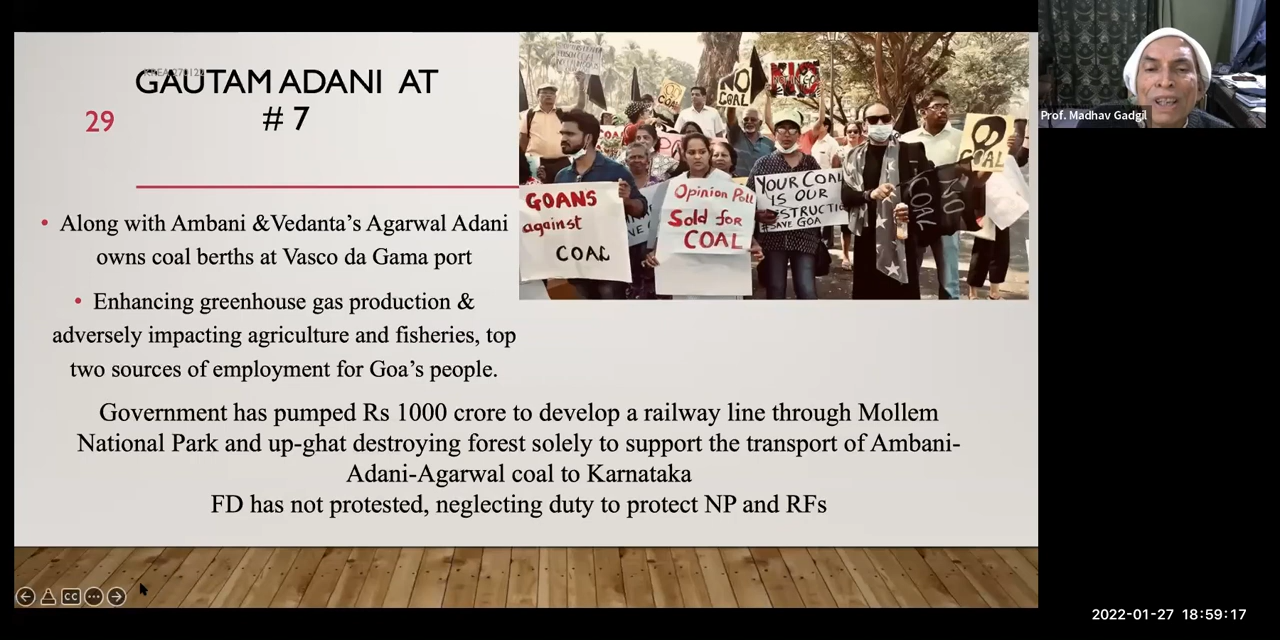 GAUTAM ADANI AT
# 7
29
• Along with Ambani &Vedanta's Agarwal Adani
owns coal berths at Vasco da Gama port
• Enhancing greenhouse gas production &
adversely impacting agriculture and fisheries, top
two sources of employment for Goa's people.
Government has pumped Rs 1000 crore to develop a railway line through Mollem
National Park and up-ghat destroying forest solely to support the transport of Ambani-
Adani-Agarwal coal to Karnataka
FD has not protested, neglecting duty to protect NP and RFs
NO
COAL
GOANS
against
COAL
Opinion Poll
Sold for
COAL
YOUR COAL
IS OUR
DESTRUCTI
SAVE GOA
NO
COAL
COAL
Prof. Madhav Gadgil
CC
2022-01-27 18:59:17